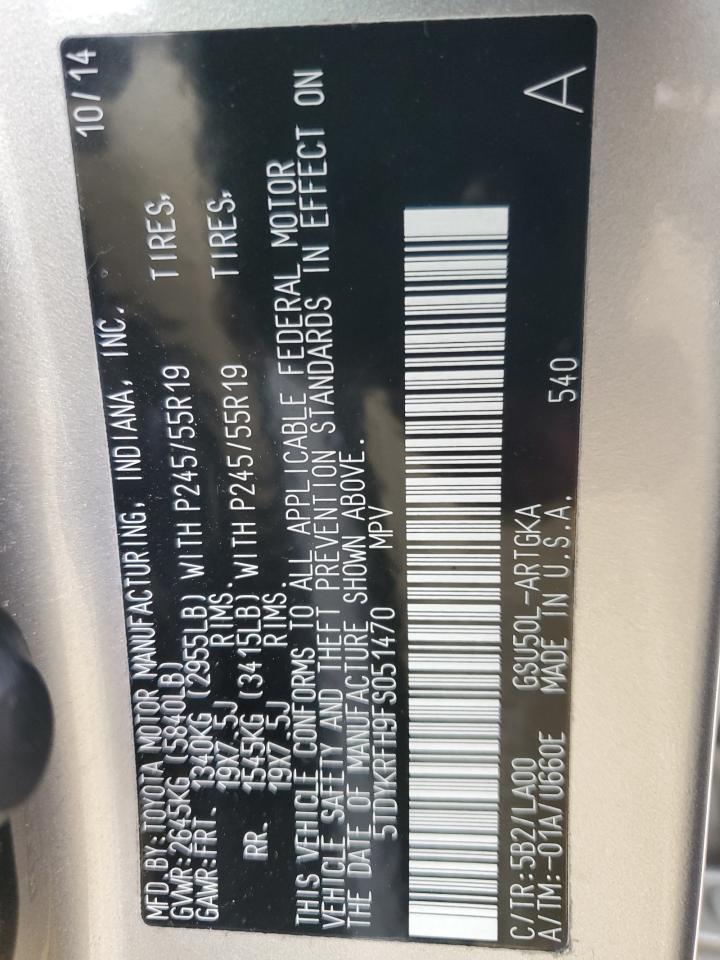 MFD BY:TOYOTA MOTOR MANUFACTURING, INDIANA, INC. 10/14
GVWR:2645KG (5840LB)
GAWR:FRT. 1340KG (2955LB) WITH P245/55R19 TIRES,
19X7.5J RIMS.
RR. 1545KG (3415LB) WITH P245/55R19 TIRES,
19X7.5J RIMS
THIS VEHICLE CONFORMS TO ALL APPLICABLE FEDERAL MOTOR
VEHICLE SAFETY AND THEFT PREVENTION STANDARDS IN EFFECT ON
THE DATE OF MANUFACTURE SHOWN ABOVE.
5TDYKRFH9FS051470 MPV
C/TR:5B2/LA00 GSU50L-ARTGKA
A/TM:-01A/U660E MADE IN U.S.A. 540 A